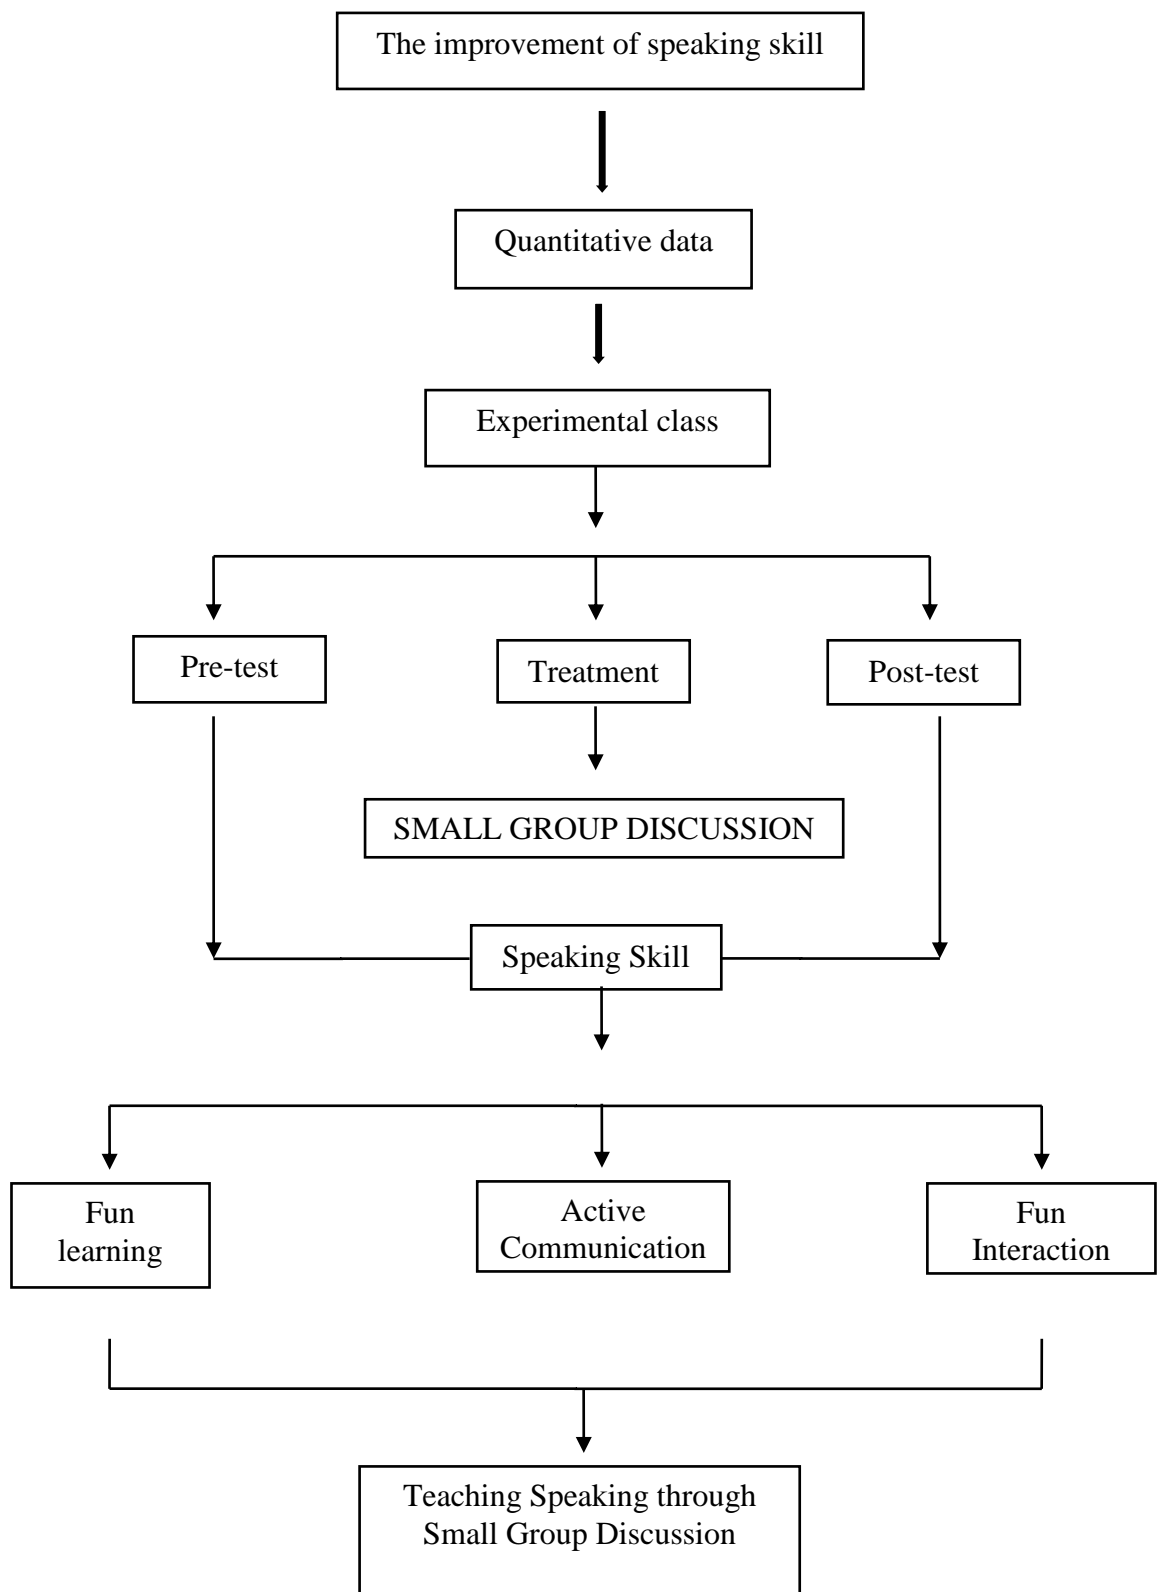 The improvement of speaking skill
Quantitative data
Experimental class
Pre-test
Treatment
Post-test
SMALL GROUP DISCUSSION
Speaking Skill
Fun
learning
Active
Communication
Fun
Interaction
Teaching Speaking through
Small Group Discussion